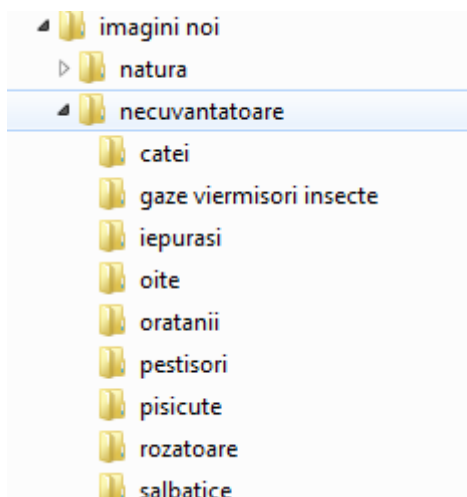 imagini noi
natura
necuvantatoare
catei
gaze viermisori insecte
iepurasi
oite
oratanii
pestisori
pisicute
rozatoare
salbatice